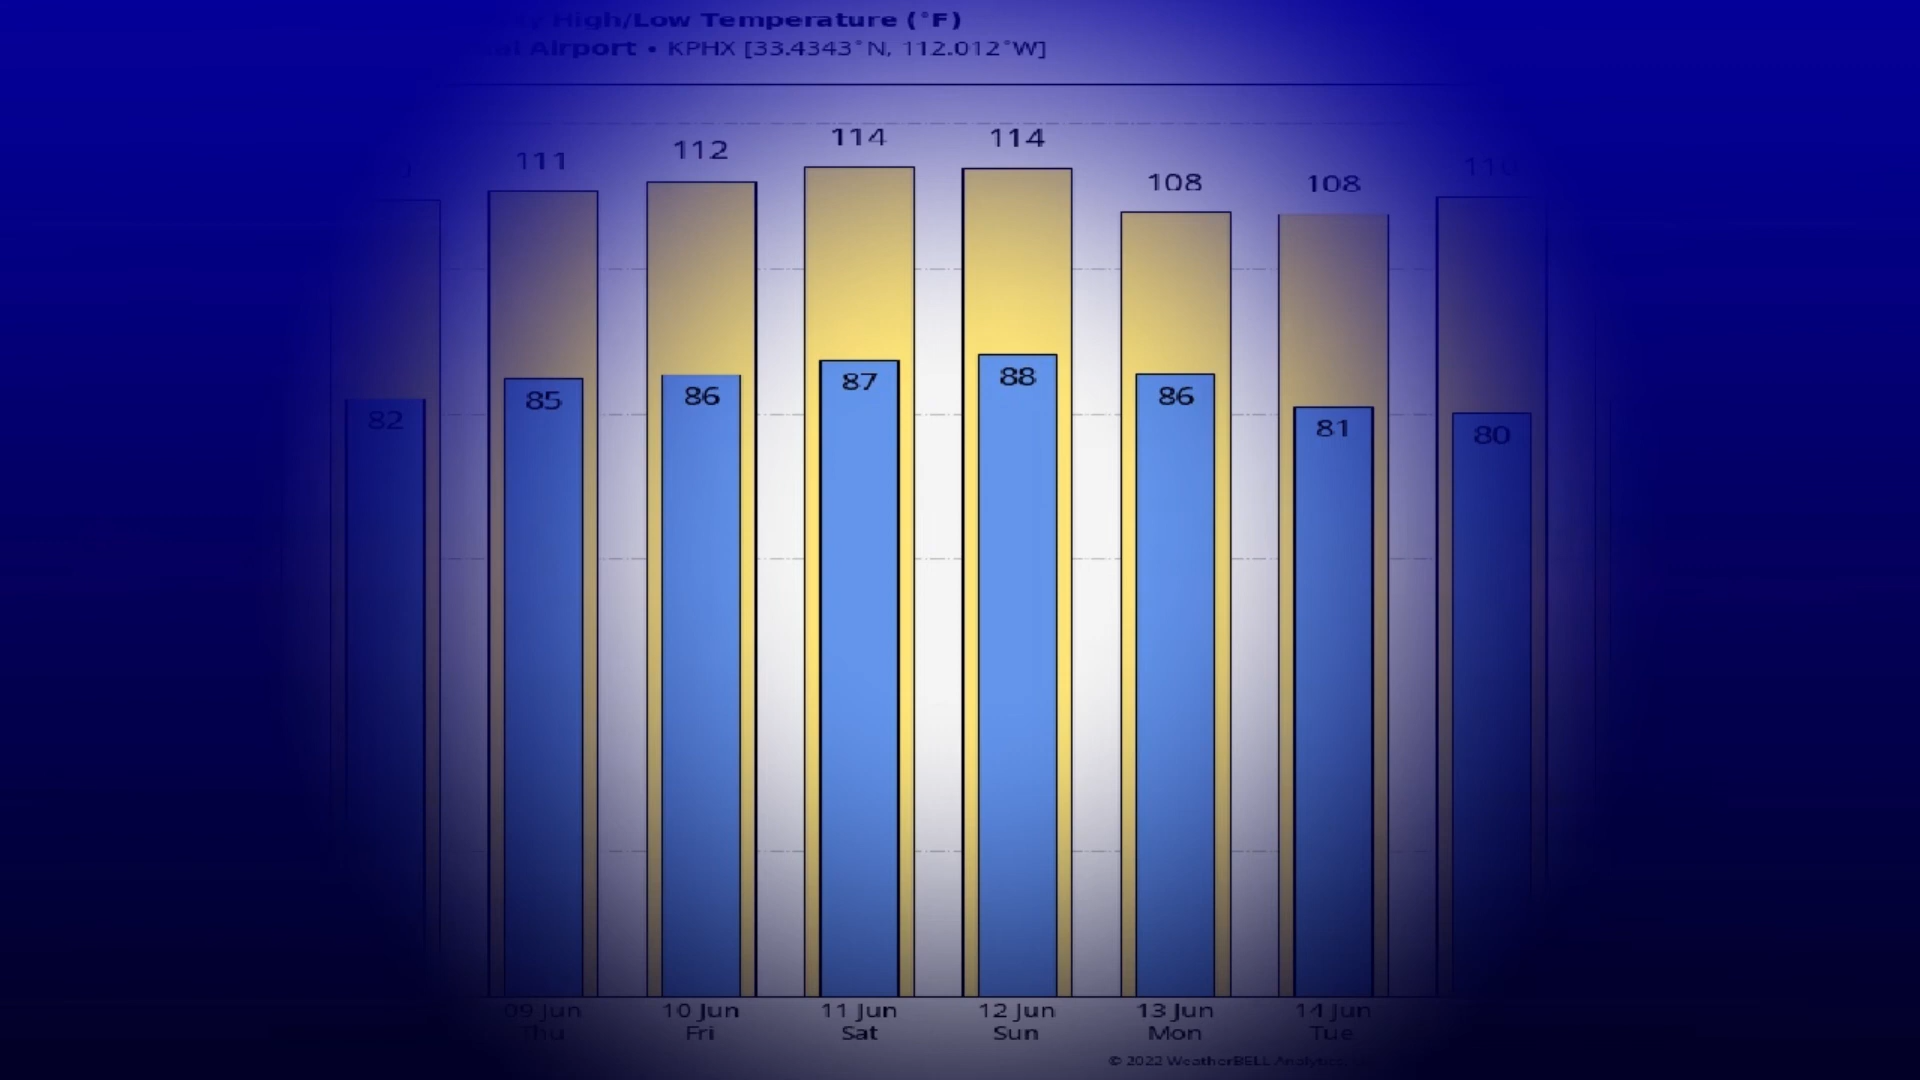 High/Low Temperature (°F)
Airport • KPHX [33.4343°N, 112.012°W]
111 112 114 114 108 108 110
82 85 86 87 88 86 81 80
09 Jun 10 Jun 11 Jun 12 Jun 13 Jun 14 Jun
Thu Fri Sat Sun Mon Tue
© 2022 WeatherBELL Analytics